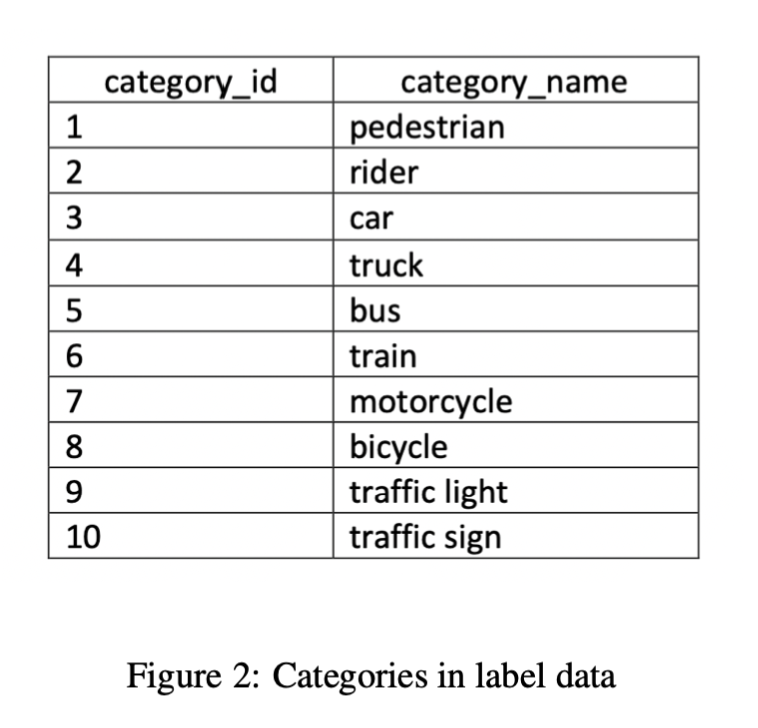 category_id category_name
1 pedestrian
2 rider
3 car
4 truck
5 bus
6 train
7 motorcycle
8 bicycle
9 traffic light
10 traffic sign
Figure 2: Categories in label data